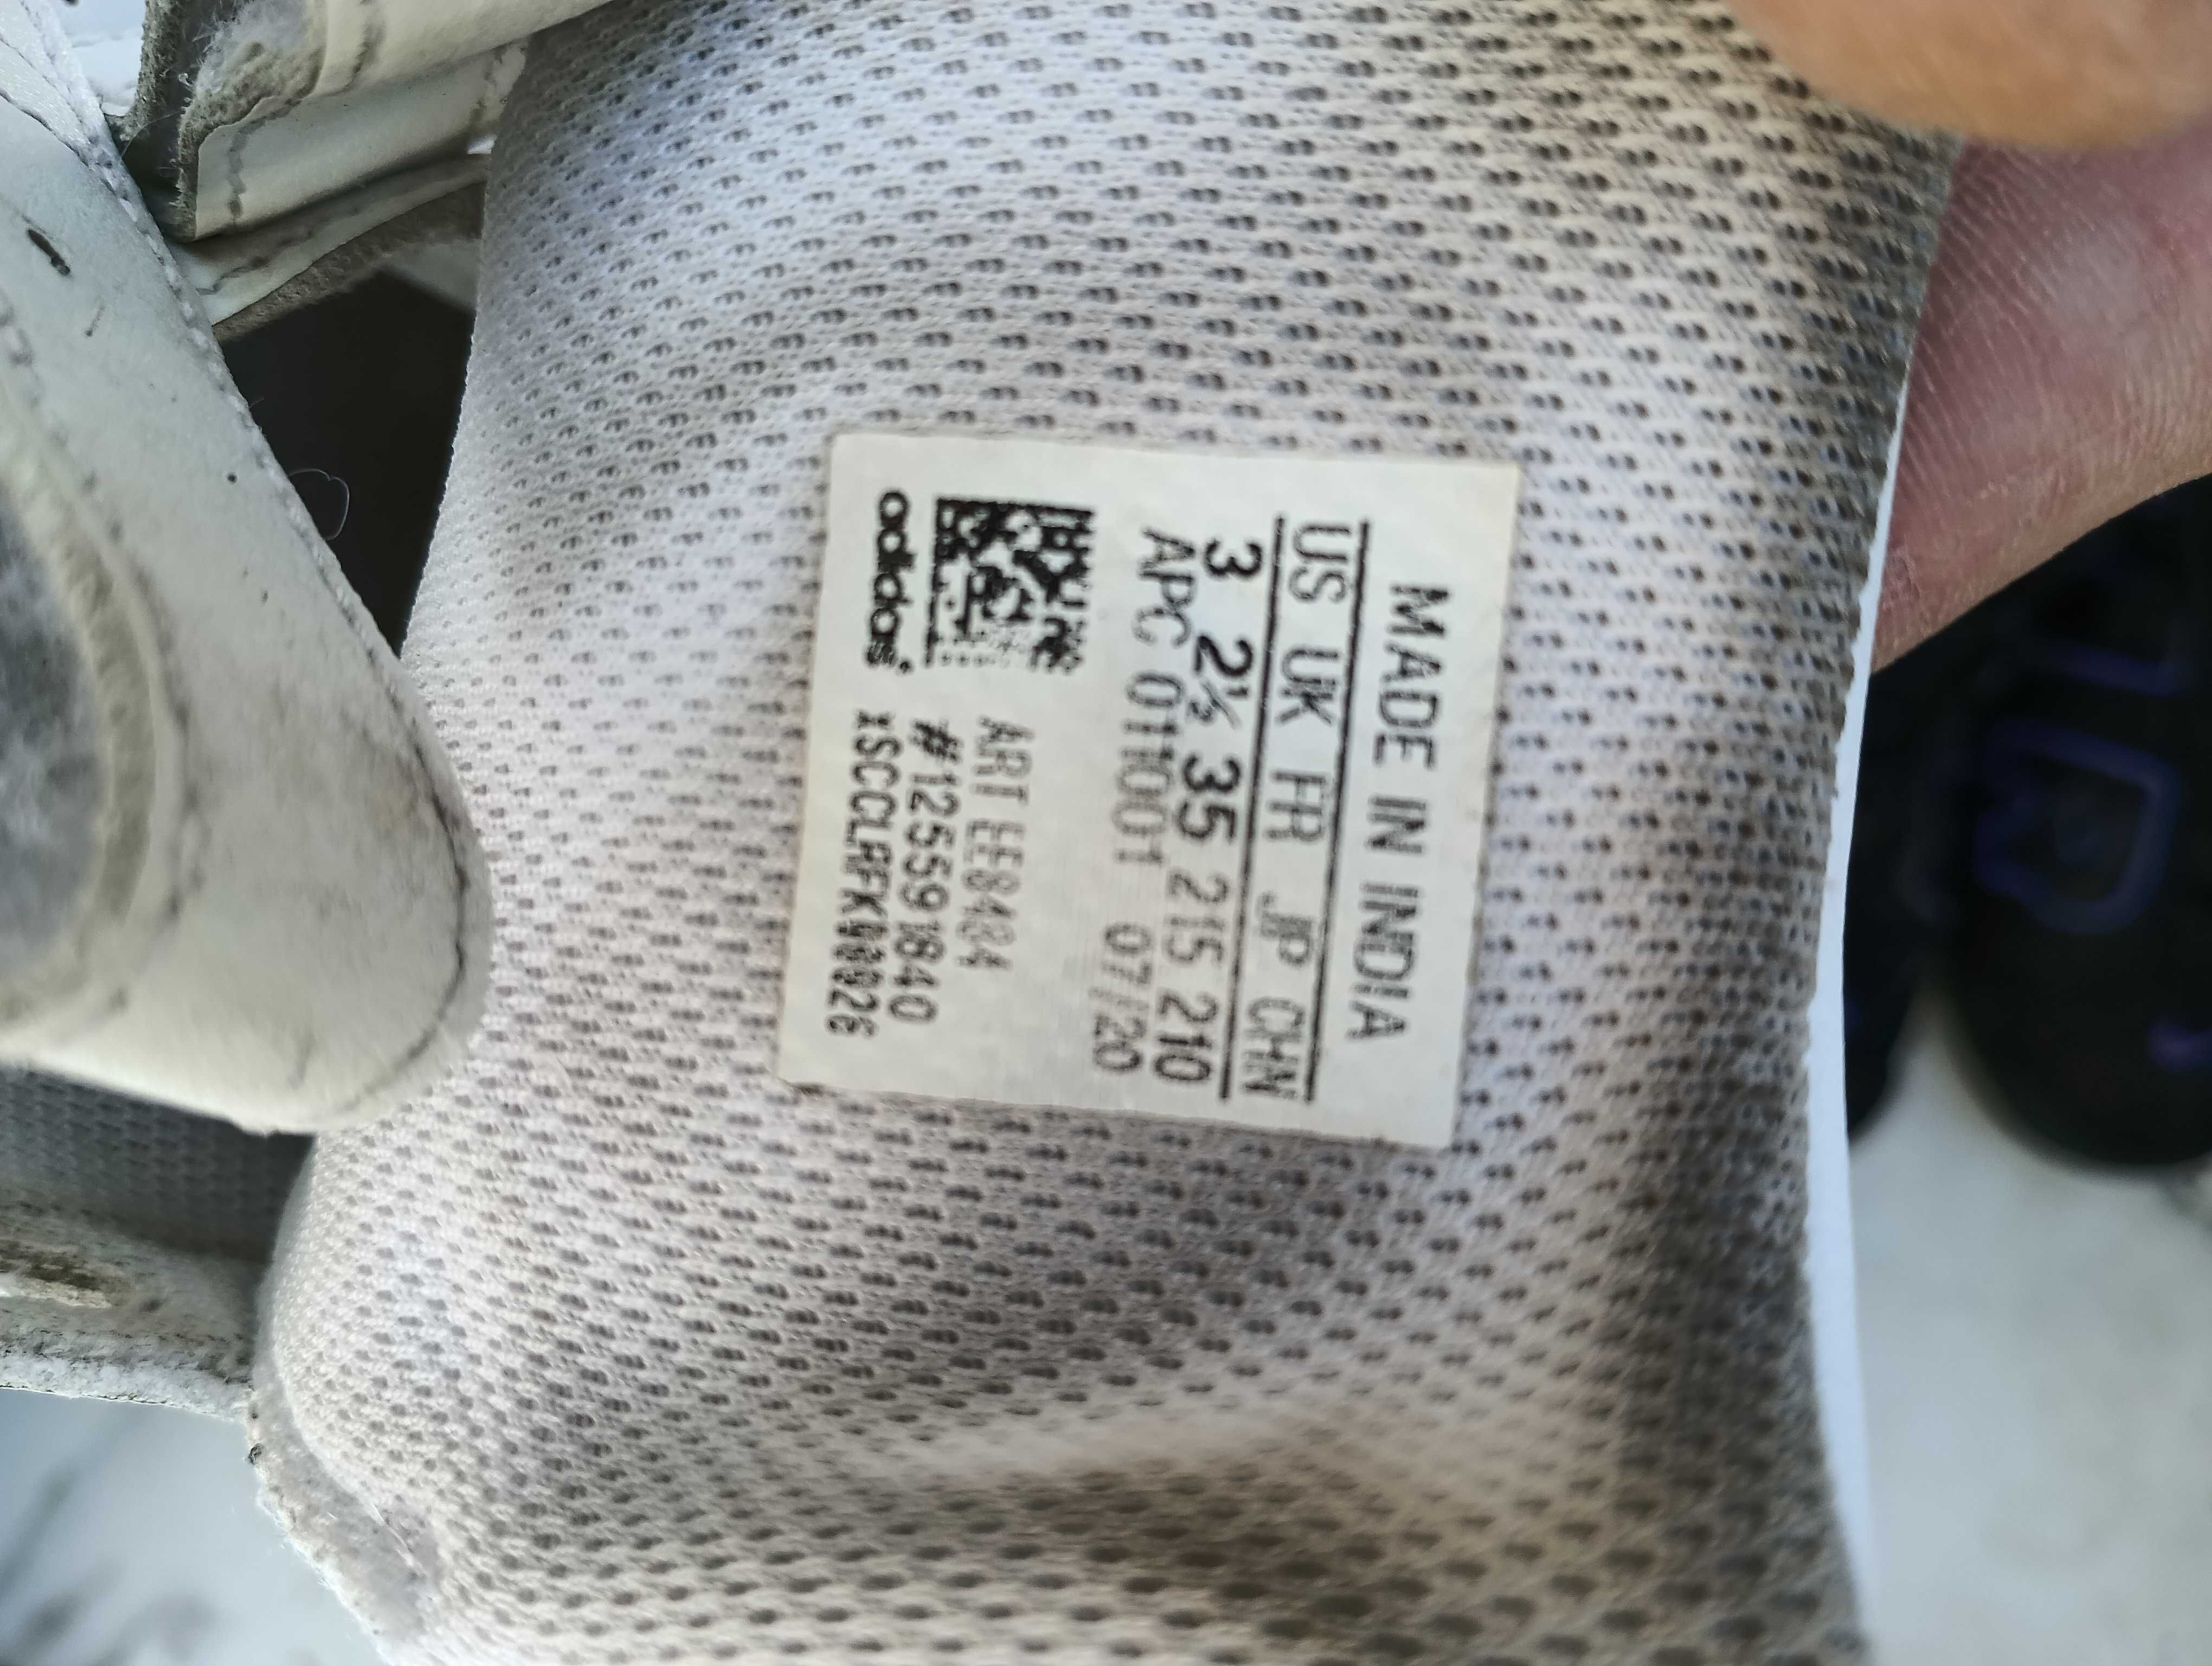 MADE IN INDIA
US UK FR JP CHN
3 2½ 35 215 210
APC 011001 07/20
ART EE8484
#125591840
adidas